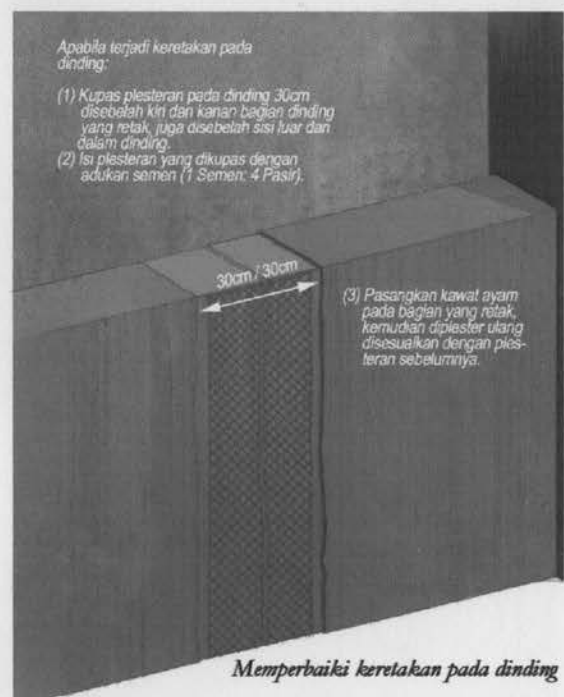 Apabila terjadi keretakan pada
dinding:
(1) Kupas plesteran pada dinding 30cm
disebelah kiri dan kanan bagian dinding
yang retak, juga disebelah sisi luar dan
dalam dinding.
(2) Isi plesteran yang dikupas dengan
adukan semen (1 Semen: 4 Pasir).
30cm / 30cm
(3) Pasangkan kawat ayam
pada bagian yang retak,
kemudian diplester ulang
disesuaikan dengan ples-
teran sebelumnya.
Memperbaiki keretakan pada dinding